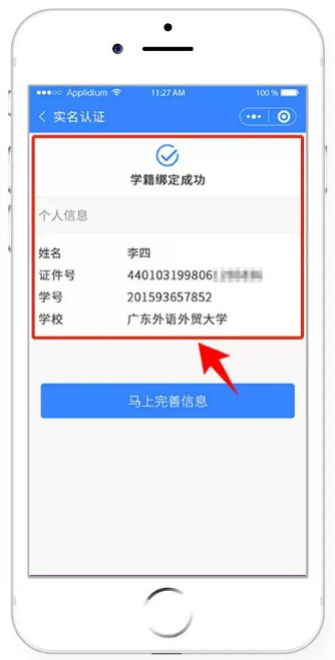 Applidium 11:27 AM 100 %
实名认证
学籍绑定成功
个人信息
姓名 李四
证件号 440103199806
学号 201593657852
学校 广东外语外贸大学
马上完善信息